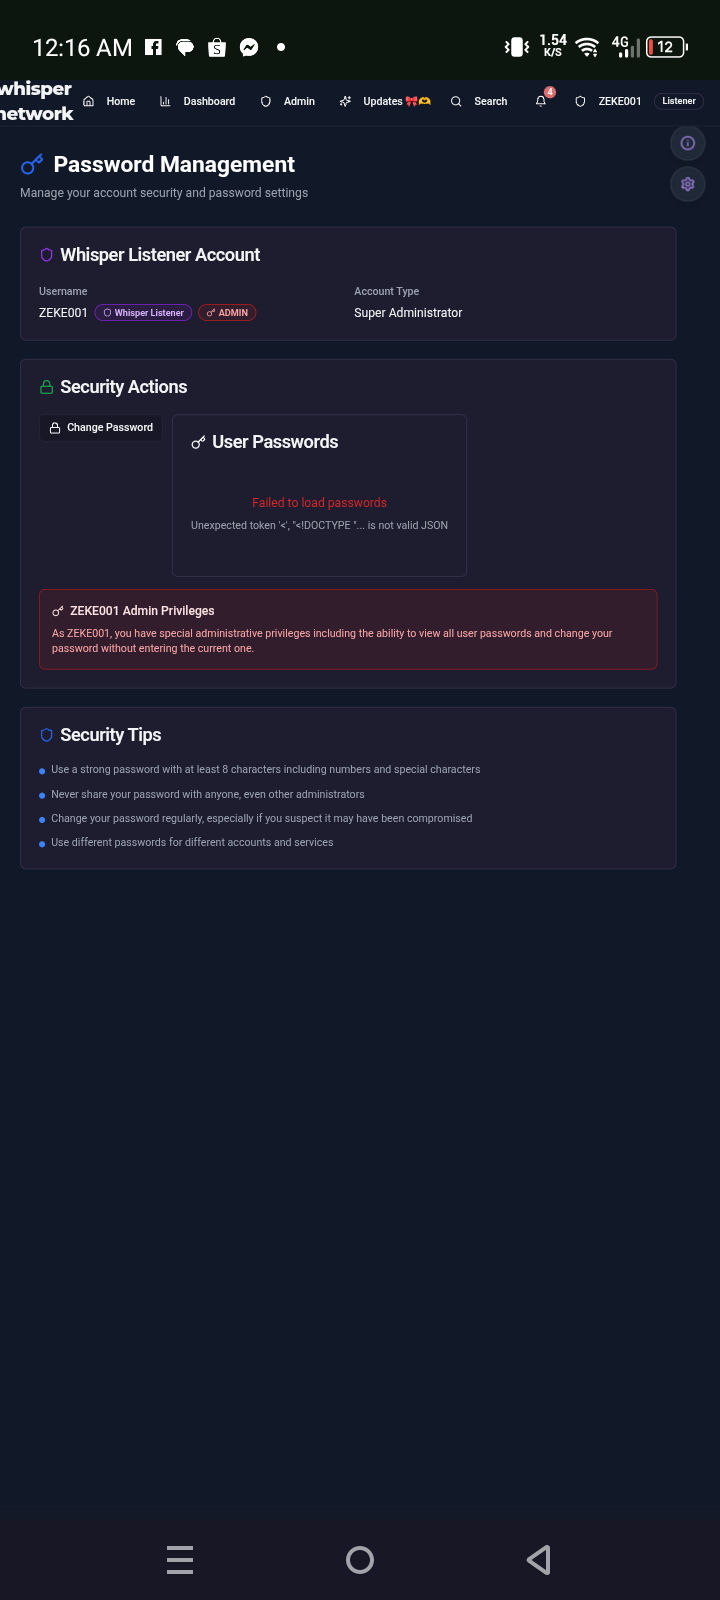 12:16 AM
1.54
K/S
4G
12
whisper
network
Home
Dashboard
Admin
Updates 🎀🫶
Search
4
ZEKE001
Listener
Password Management
Manage your account security and password settings
Whisper Listener Account
Username
Account Type
ZEKE001 Whisper Listener ADMIN
Super Administrator
Security Actions
Change Password
User Passwords
Failed to load passwords
Unexpected token '<', "<!DOCTYPE "... is not valid JSON
ZEKE001 Admin Privileges
As ZEKE001, you have special administrative privileges including the ability to view all user passwords and change your
password without entering the current one.
Security Tips
Use a strong password with at least 8 characters including numbers and special characters
Never share your password with anyone, even other administrators
Change your password regularly, especially if you suspect it may have been compromised
Use different passwords for different accounts and services